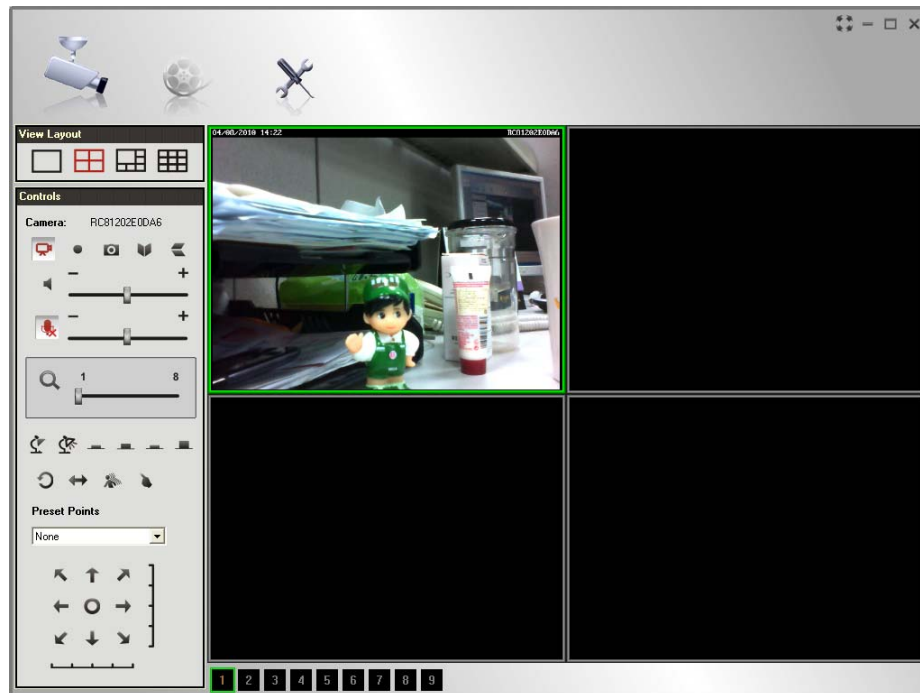 View Layout
04/08/2010 14:22
RC81202E0DA6
Controls
Camera: RC81202E0DA6
- +
- +
1 8
Preset Points
None
1 2 3 4 5 6 7 8 9